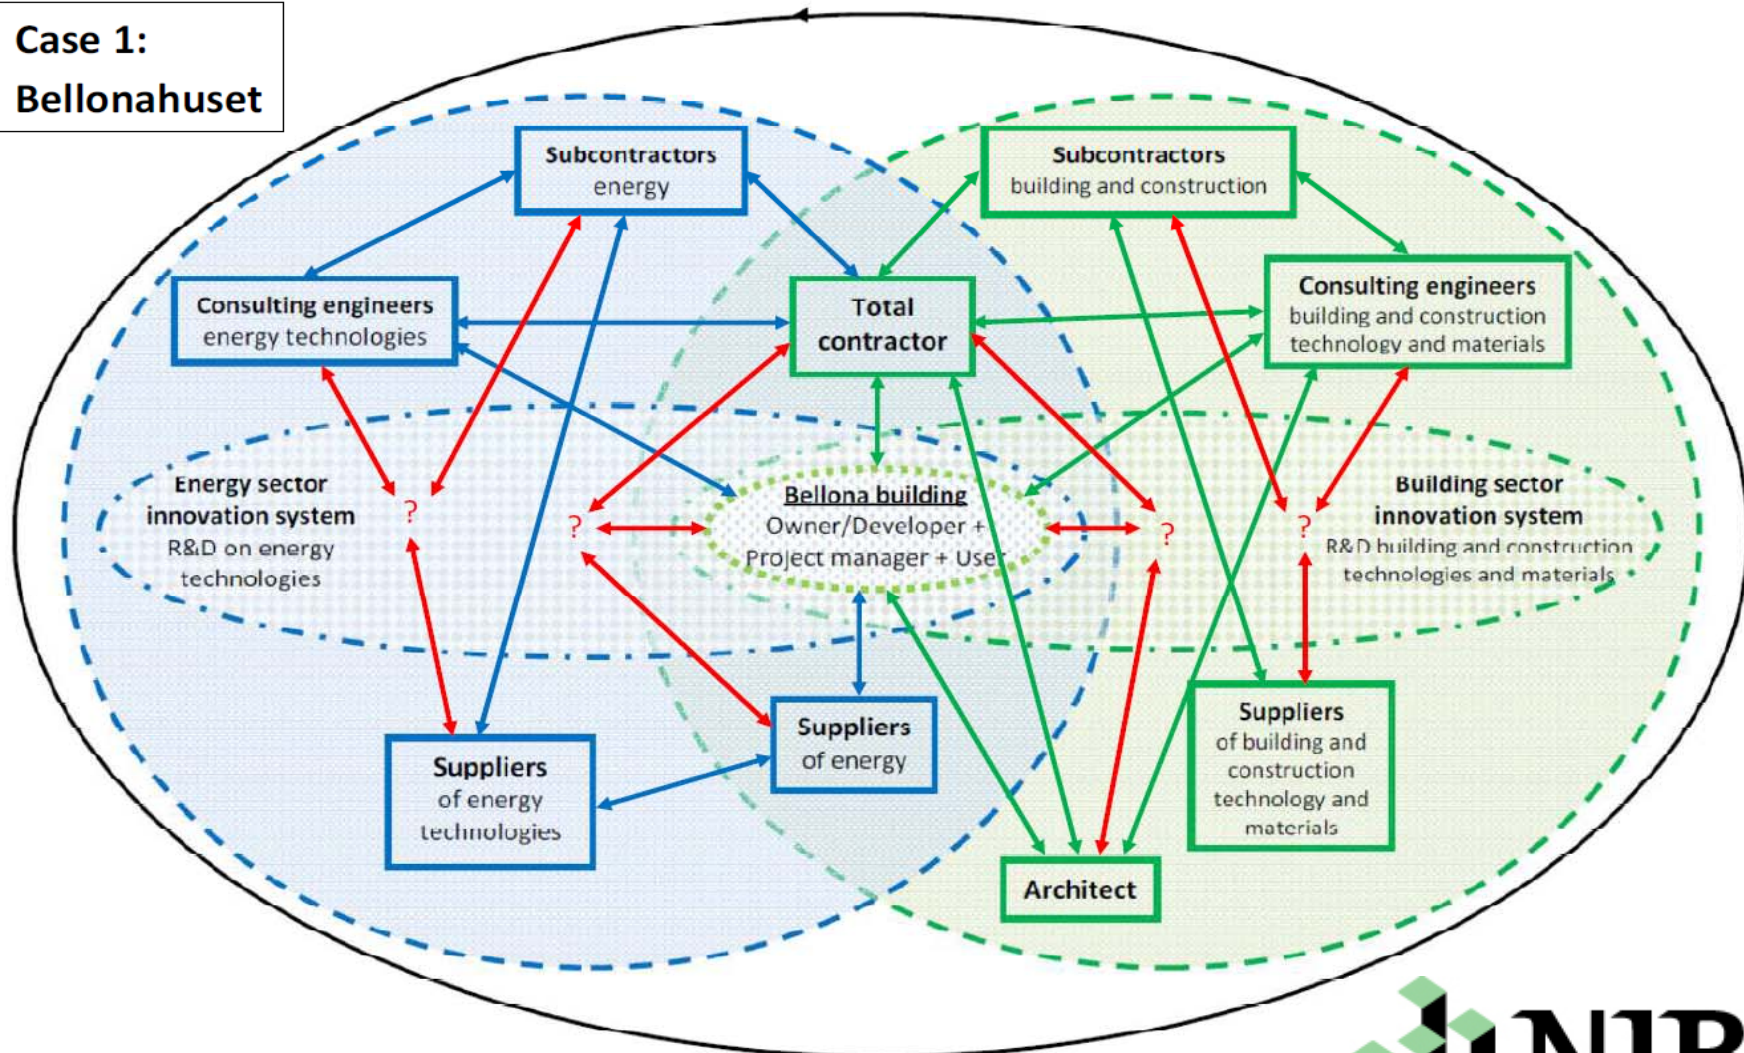 Case 1:
Bellonahuset
Subcontractors
energy
Subcontractors
building and construction
Consulting engineers
energy technologies
Total
contractor
Consulting engineers
building and construction
technology and materials
Energy sector
innovation system
R&D on energy
technologies
?
?
Bellona building
Owner/Developer +
Project manager + User
?
?
Building sector
innovation system
R&D building and construction
technologies and materials
Suppliers
of energy
technologies
Suppliers
of energy
Suppliers
of building and
construction
technology and
materials
Architect